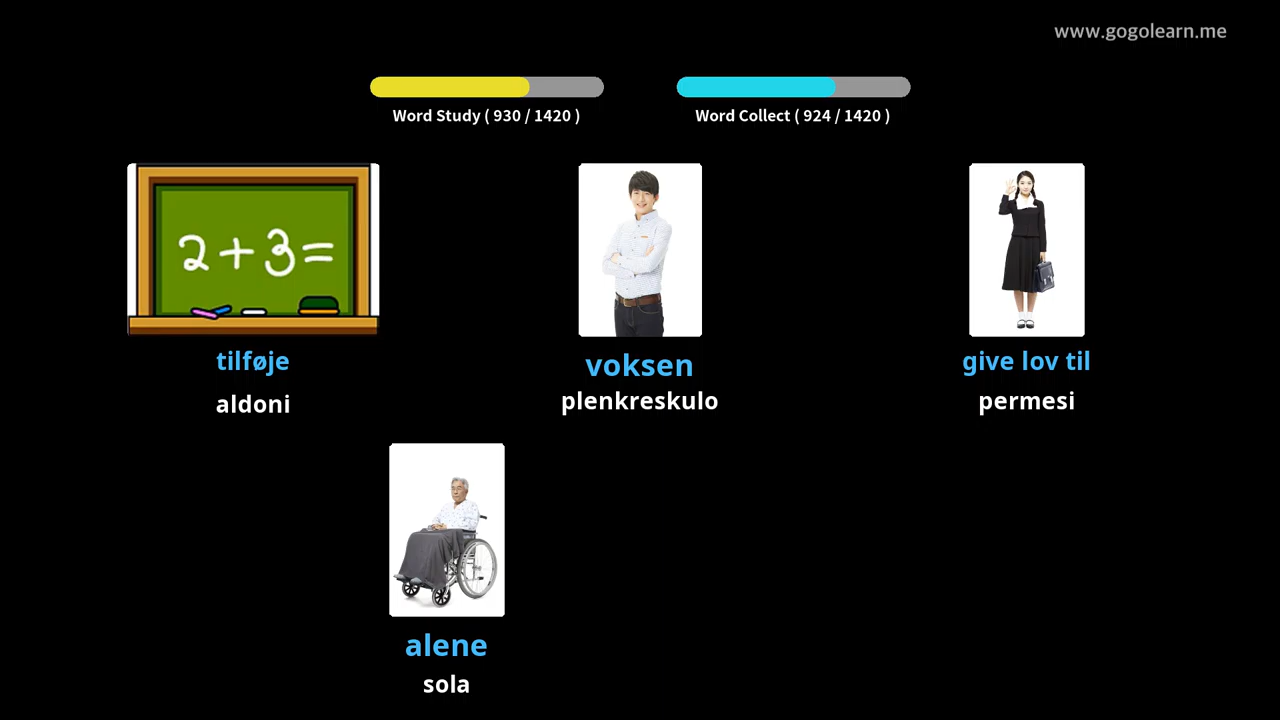 www.gogolearn.me
Word Study ( 930 / 1420 )
Word Collect ( 924 / 1420 )
2+3=
tilføje
aldoni
voksen
plenkreskulo
give lov til
permesi
alene
sola